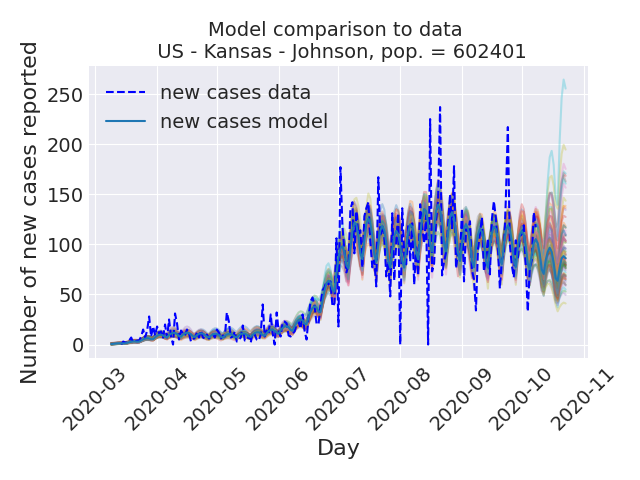 Model comparison to data
US - Kansas - Johnson, pop. = 602401
new cases data
new cases model
Number of new cases reported
250
200
150
100
50
0
2020-03
2020-04
2020-05
2020-06
2020-07
2020-08
2020-09
2020-10
2020-11
Day